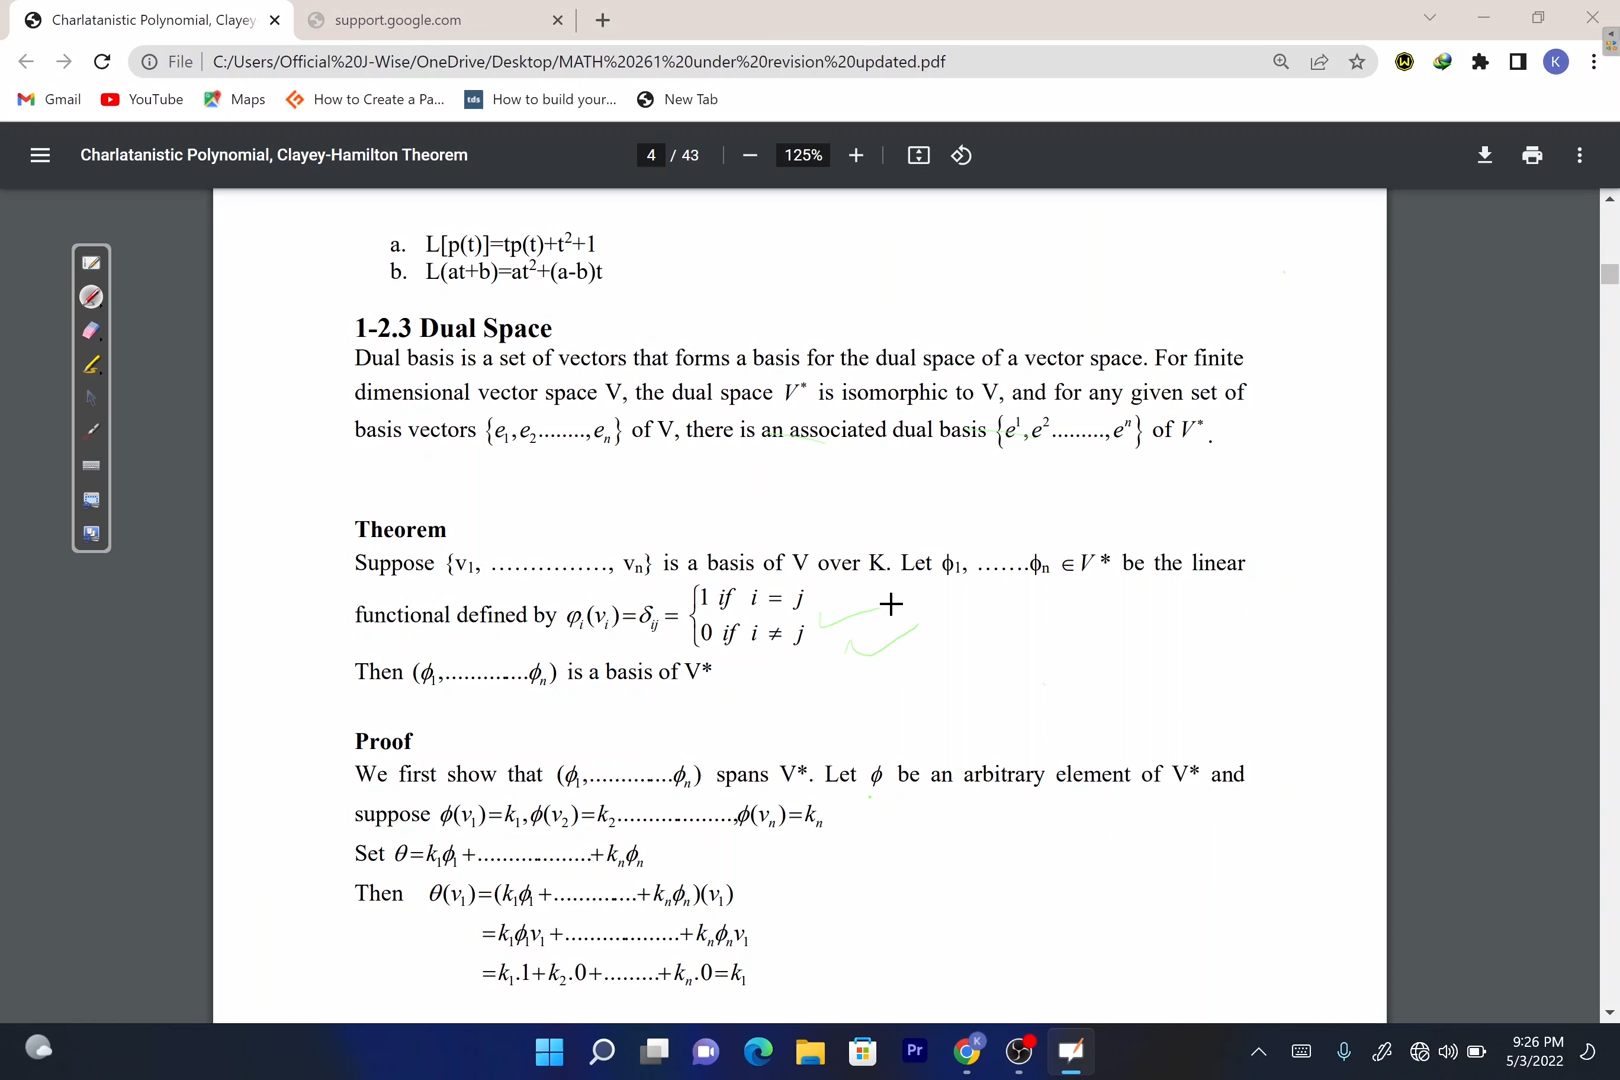 Charlatanistic Polynomial, Clayey
support.google.com
File
C:/Users/Official%20J-Wise/OneDrive/Desktop/MATH%20261%20under%20revision%20updated.pdf
K
Gmail
YouTube
Maps
How to Create a Pa...
tds
How to build your...
New Tab
Charlatanistic Polynomial, Clayey-Hamilton Theorem
4 / 43
125%
a. L[p(t)]=tp(t)+t²+1
b. L(at+b)=at²+(a-b)t
1-2.3 Dual Space
Dual basis is a set of vectors that forms a basis for the dual space of a vector space. For finite
dimensional vector space V, the dual space V* is isomorphic to V, and for any given set of
basis vectors {e₁,e₂........,eₙ} of V, there is an associated dual basis {e¹,e².........,eⁿ} of V*.
Theorem
Suppose {v₁, ……………, vₙ} is a basis of V over K. Let ϕ₁, …….ϕₙ ∈ V* be the linear
functional defined by φᵢ(vᵢ)=δᵢⱼ= {1 if i = j
0 if i ≠ j
Then (ϕ₁,..............ϕₙ) is a basis of V*
Proof
We first show that (ϕ₁,..............ϕₙ) spans V*. Let ϕ be an arbitrary element of V* and
suppose ϕ(v₁)=k₁,ϕ(v₂)=k₂....................,ϕ(vₙ)=kₙ
Set θ=k₁ϕ₁+...................+kₙϕₙ
Then θ(v₁)=(k₁ϕ₁+..............+kₙϕₙ)(v₁)
=k₁ϕ₁v₁+...................+kₙϕₙv₁
=k₁.1+k₂.0+.........+kₙ.0=k₁
Pr
K
9:26 PM
5/3/2022